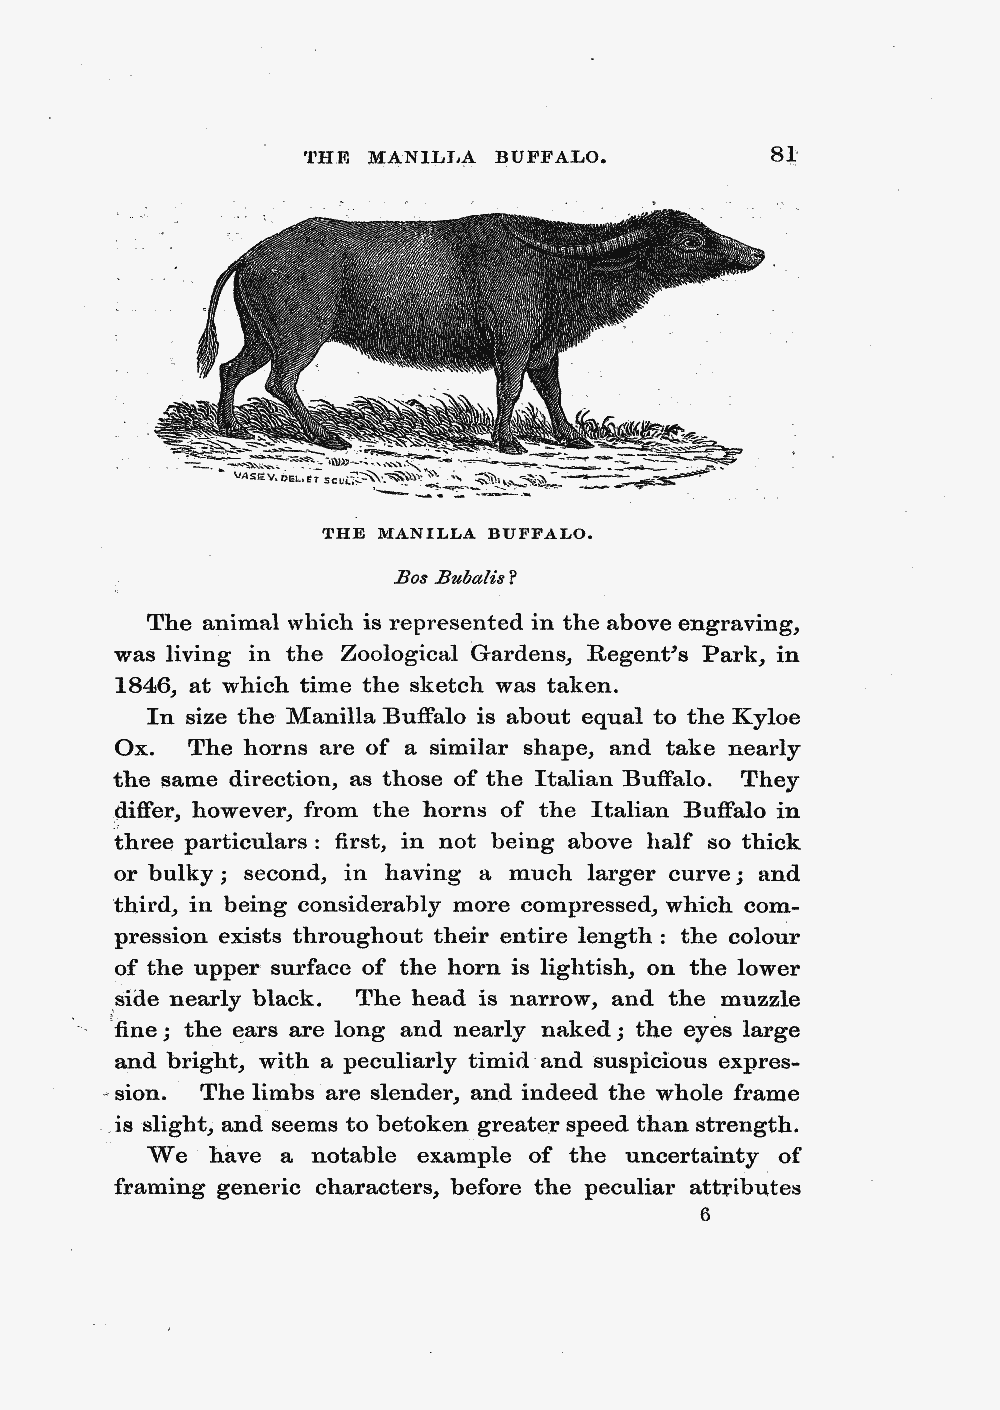 THE MANILLA BUFFALO. 81
VASEY. DEL. ET SCUL.
THE MANILLA BUFFALO.
Bos Bubalis?
The animal which is represented in the above engraving,
was living in the Zoological Gardens, Regent's Park, in
1846, at which time the sketch was taken.
In size the Manilla Buffalo is about equal to the Kyloe
Ox. The horns are of a similar shape, and take nearly
the same direction, as those of the Italian Buffalo. They
differ, however, from the horns of the Italian Buffalo in
three particulars: first, in not being above half so thick
or bulky; second, in having a much larger curve; and
third, in being considerably more compressed, which com-
pression exists throughout their entire length: the colour
of the upper surface of the horn is lightish, on the lower
side nearly black. The head is narrow, and the muzzle
fine; the ears are long and nearly naked; the eyes large
and bright, with a peculiarly timid and suspicious expres-
sion. The limbs are slender, and indeed the whole frame
is slight, and seems to betoken greater speed than strength.
We have a notable example of the uncertainty of
framing generic characters, before the peculiar attributes
6